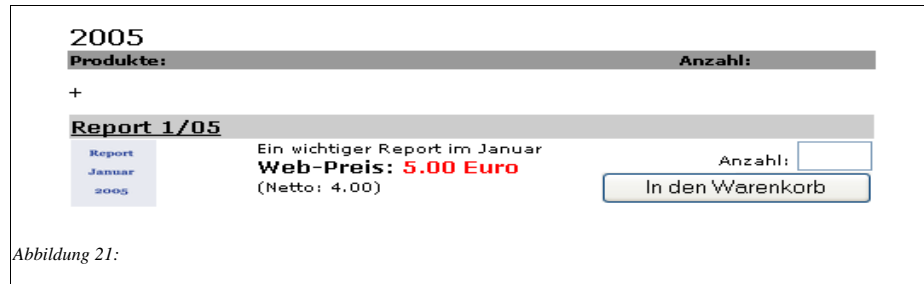 2005
Produkte: Anzahl:
+
Report 1/05
Report
Januar
2005
Ein wichtiger Report im Januar
Web-Preis: 5.00 Euro
(Netto: 4.00)
Anzahl:
In den Warenkorb
Abbildung 21: